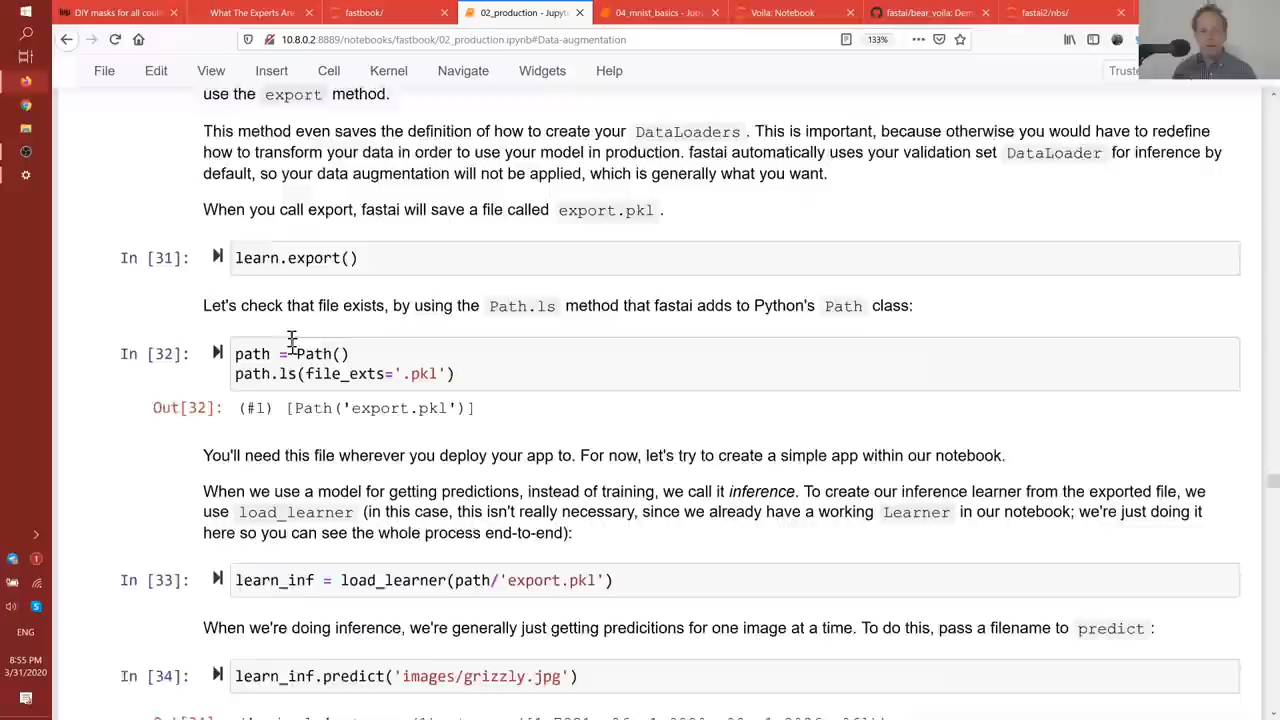 DIY masks for all coul
What The Experts Are
fastbook/
02_production - Jupyt
04_mnist_basics - Jup
Voila: Notebook
fastai/bear_voila: Dem
fastai2/nbs/
10.8.0.2:8889/notebooks/fastbook/02_production.ipynb#Data-augmentation
133%
File Edit View Insert Cell Kernel Navigate Widgets Help
Truste
use the export method.
This method even saves the definition of how to create your DataLoaders . This is important, because otherwise you would have to redefine
how to transform your data in order to use your model in production. fastai automatically uses your validation set DataLoader for inference by
default, so your data augmentation will not be applied, which is generally what you want.
When you call export, fastai will save a file called export.pkl .
In [31]: learn.export()
Let's check that file exists, by using the Path.ls method that fastai adds to Python's Path class:
In [32]: path = Path()
path.ls(file_exts='.pkl')
Out[32]: (#1) [Path('export.pkl')]
You'll need this file wherever you deploy your app to. For now, let's try to create a simple app within our notebook.
When we use a model for getting predictions, instead of training, we call it inference. To create our inference learner from the exported file, we
use load_learner (in this case, this isn't really necessary, since we already have a working Learner in our notebook; we're just doing it
here so you can see the whole process end-to-end):
In [33]: learn_inf = load_learner(path/'export.pkl')
When we're doing inference, we're generally just getting predicitions for one image at a time. To do this, pass a filename to predict :
In [34]: learn_inf.predict('images/grizzly.jpg')
ENG
8:55 PM
3/31/2020